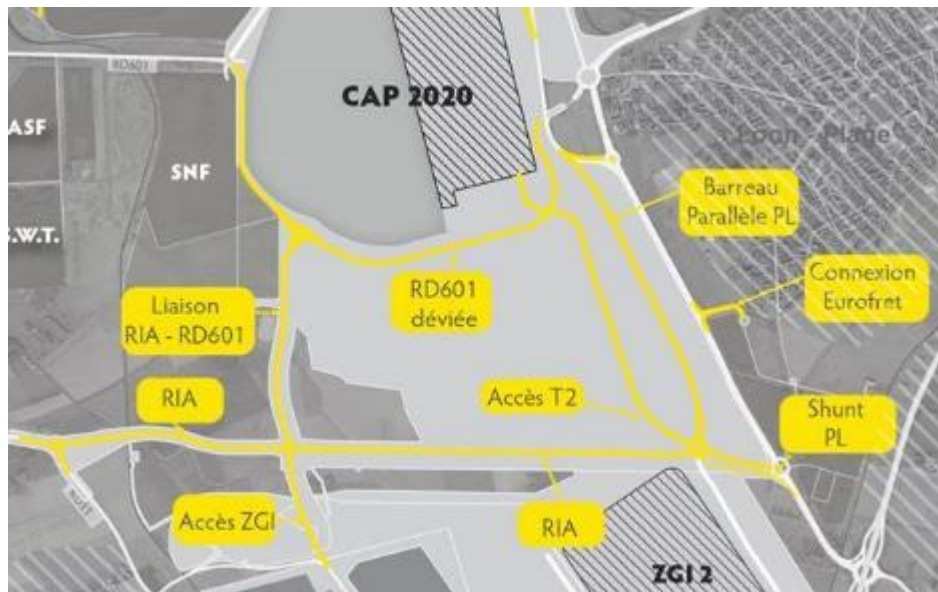 RD601
CAP 2020
ASF
SNF
Loon - Plage
S.W.T.
Barreau
Parallèle PL
Connexion
Eurofret
RD601
déviée
Liaison
RIA - RD601
RIA
Accès T2
Shunt
PL
Accès ZGI
RIA
ZGI 2